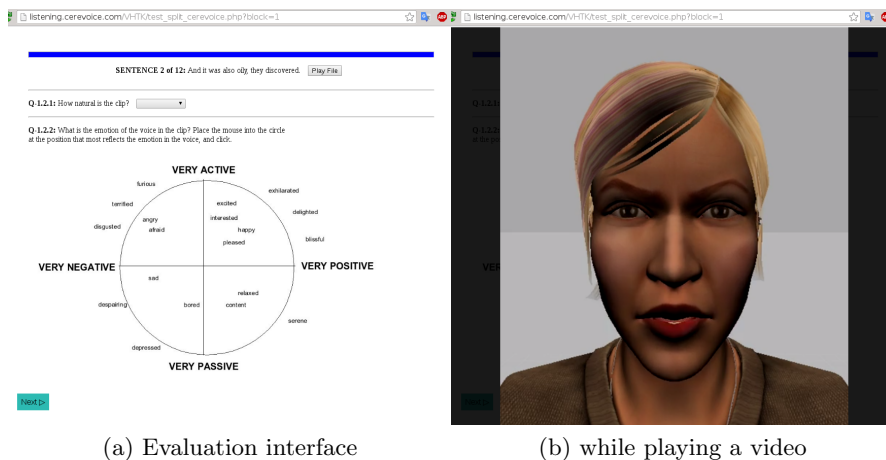 listening.cerevoice.com/VHTK/test_split_cerevoice.php?block=1
SENTENCE 2 of 12: And it was also oily, they discovered. Play File
Q-1.2.1: How natural is the clip?
Q-1.2.2: What is the emotion of the voice in the clip? Place the mouse into the circle
at the position that most reflects the emotion in the voice, and click.
VERY ACTIVE
furious
exhilarated
terrified
excited
delighted
angry
interested
disgusted
afraid
happy
blissful
pleased
VERY NEGATIVE
VERY POSITIVE
sad
relaxed
despairing
bored
content
serene
depressed
VERY PASSIVE
Next
(a) Evaluation interface
listening.cerevoice.com/VHTK/test_split_cerevoice.php?block=1
ABP
(b) while playing a video